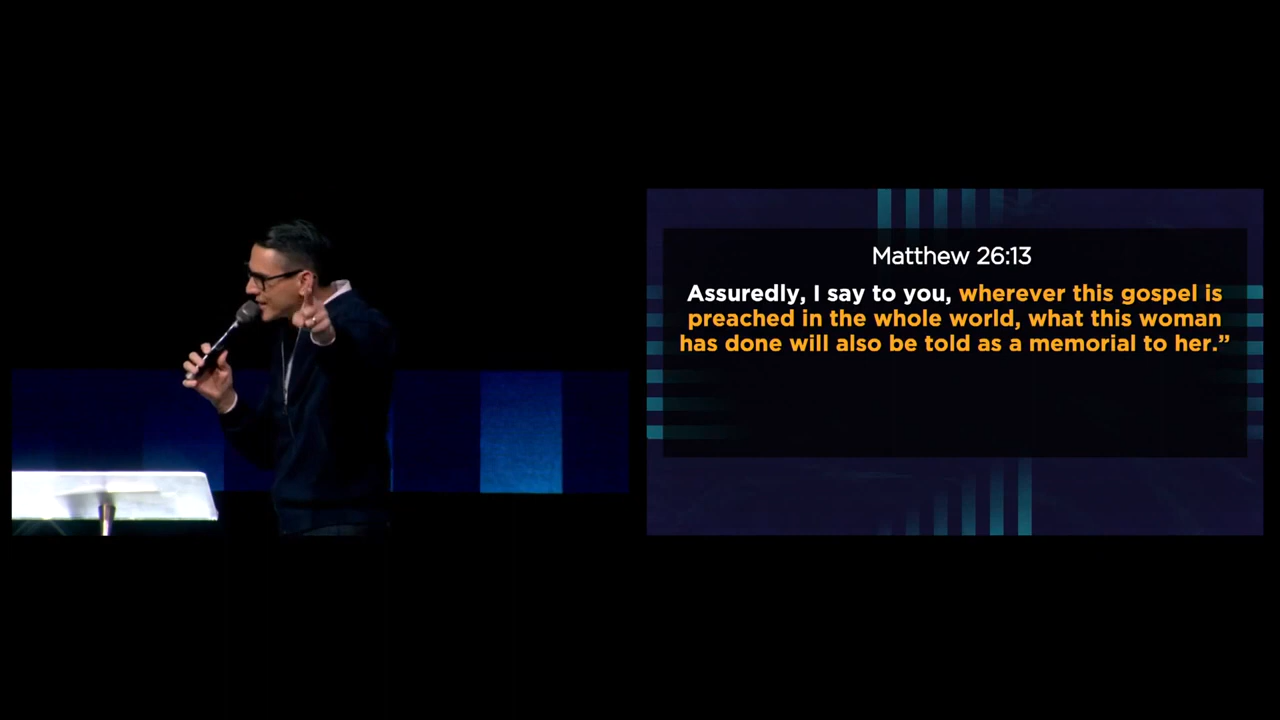 Matthew 26:13
Assuredly, I say to you, wherever this gospel is
preached in the whole world, what this woman
has done will also be told as a memorial to her.”